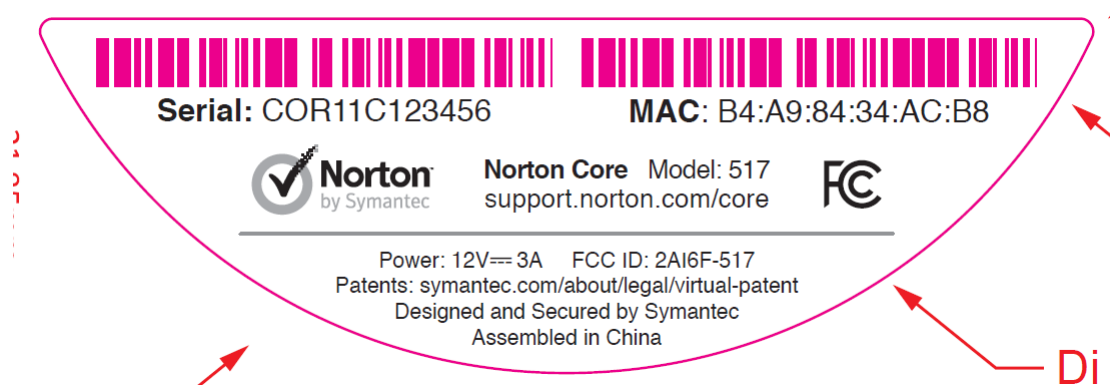 Serial: COR11C123456
MAC: B4:A9:84:34:AC:B8
Norton
by Symantec
Norton Core Model: 517
support.norton.com/core
FC
Power: 12V⎓3A FCC ID: 2AI6F-517
Patents: symantec.com/about/legal/virtual-patent
Designed and Secured by Symantec
Assembled in China
Di